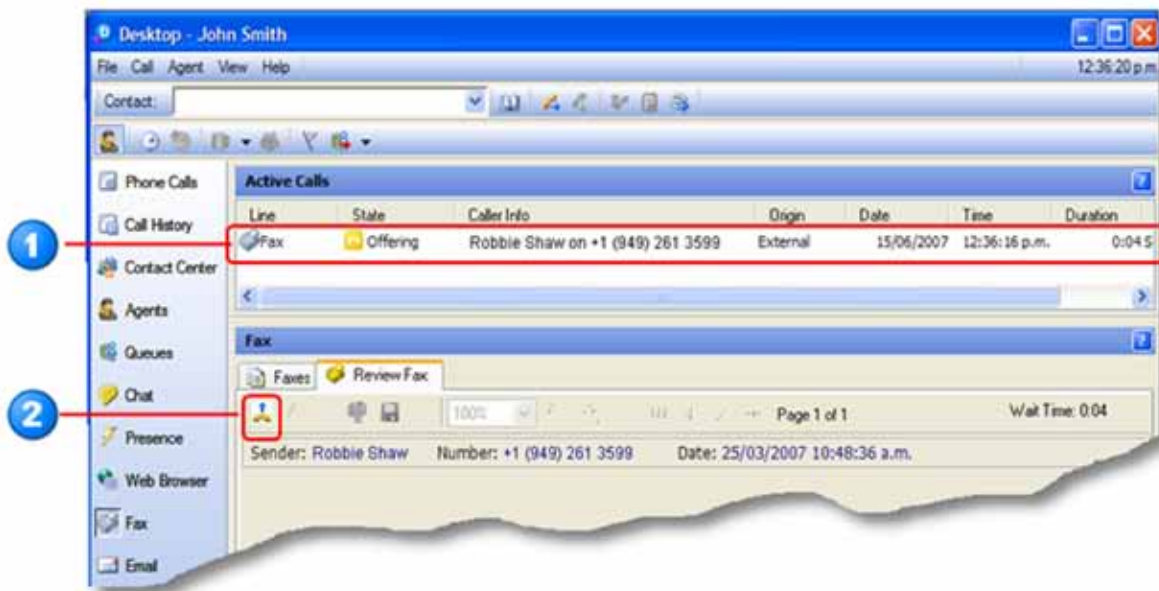 Desktop - John Smith
File Call Agent View Help 12:36:20 p.m
Contact:
Phone Calls
Call History
Contact Center
Agents
Queues
Chat
Presence
Web Browser
Fax
Email
Active Calls
Line State Caller Info Origin Date Time Duration
1
Fax Offering Robbie Shaw on +1 (949) 261 3599 External 15/06/2007 12:36:16 p.m. 0:04
Fax
Faxes Review Fax
2
100% Page 1 of 1 Wait Time: 0:04
Sender: Robbie Shaw Number: +1 (949) 261 3599 Date: 25/03/2007 10:48:36 a.m.